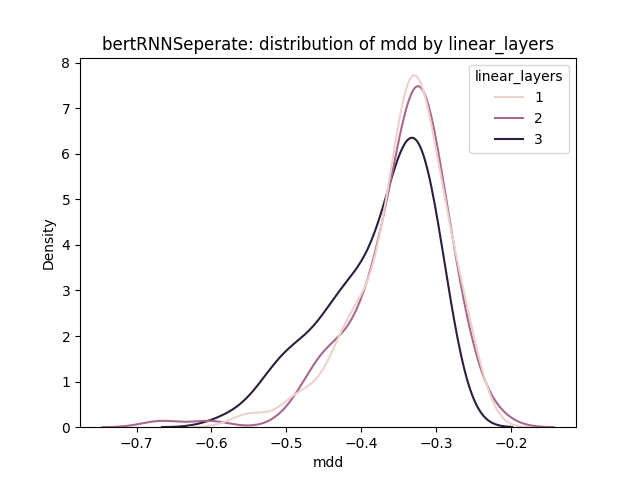 bertRNNSeperate: distribution of mdd by linear_layers
linear_layers
1
2
3
Density
8
7
6
5
4
3
2
1
0
−0.7 −0.6 −0.5 −0.4 −0.3 −0.2
mdd